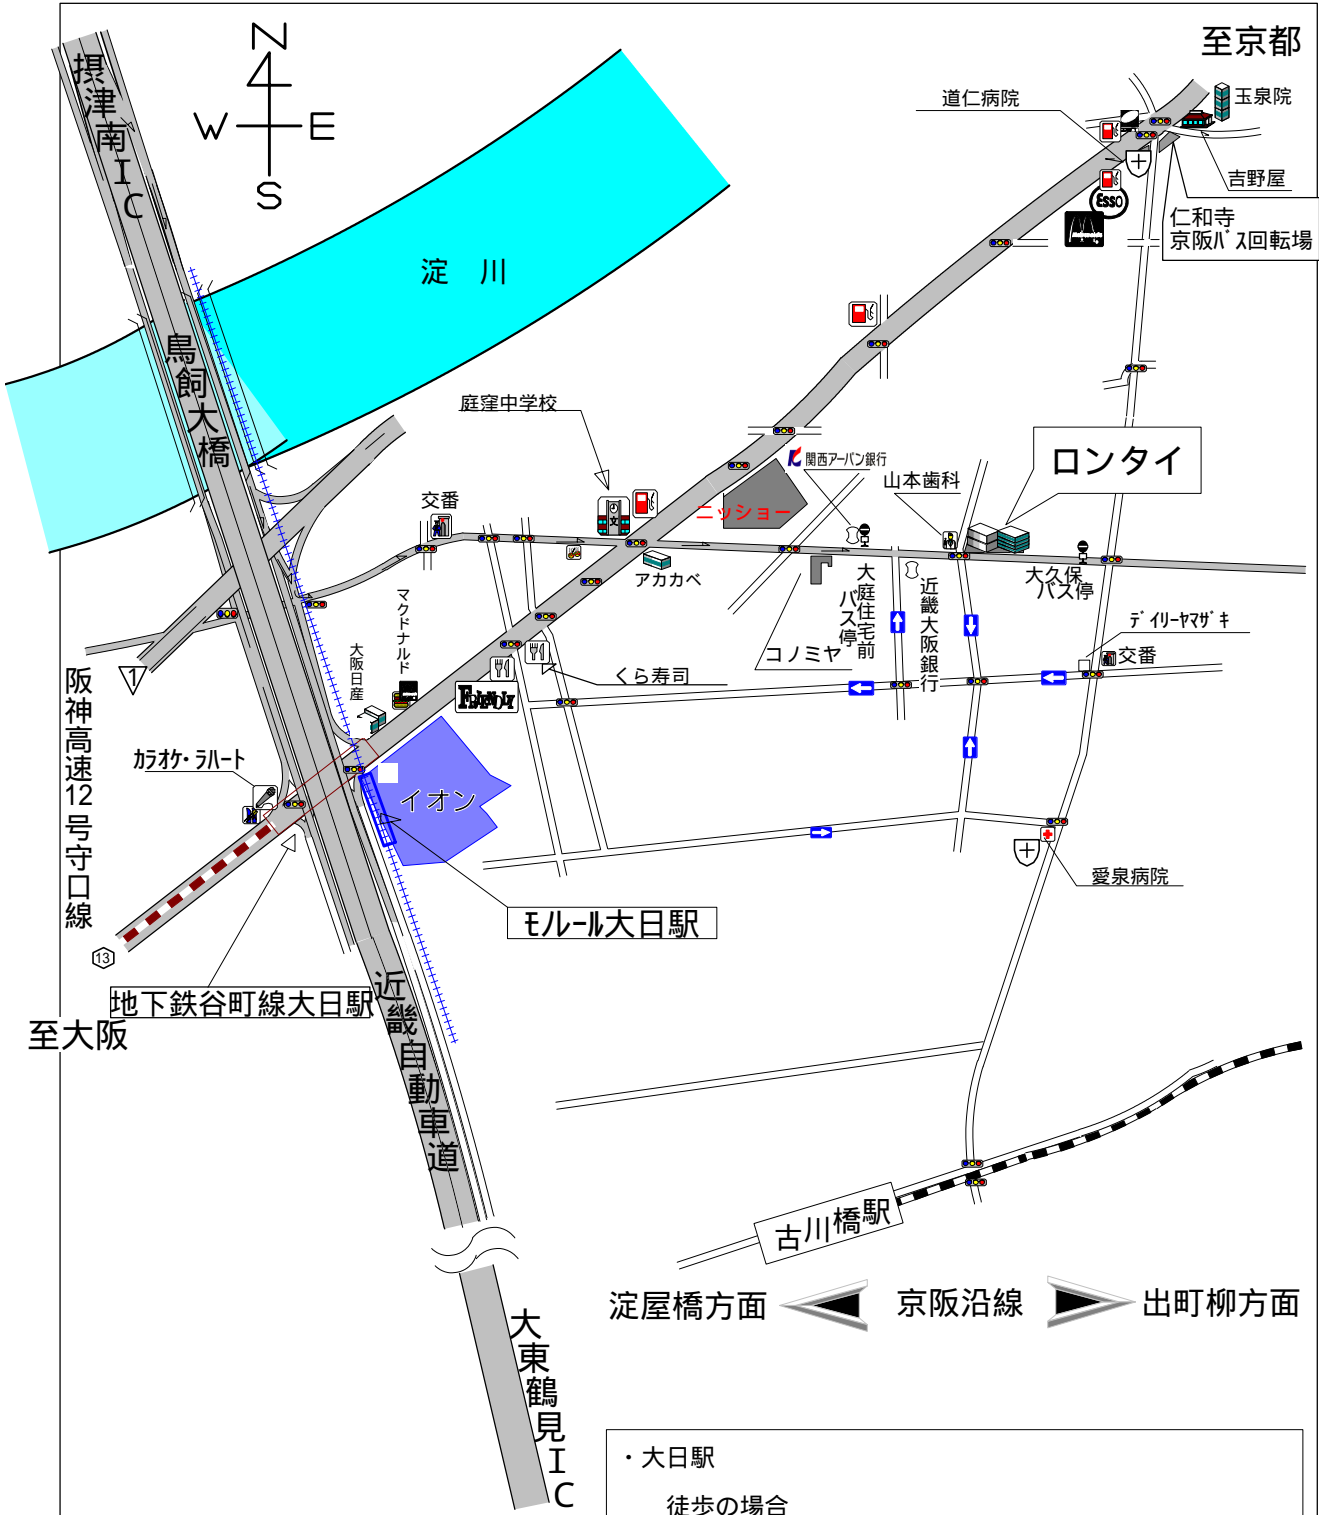 至京都
N
W
E
S
摂津南IC
道仁病院
玉泉院
吉野屋
Esso
仁和寺
京阪バス回転場
淀 川
鳥飼大橋
庭窪中学校
文
関西アーバン銀行
ロンタイ
山本歯科
交番
ニッショー
アカカベ
大久保
バス停
大庭住宅前
バス停
近畿大阪銀行
コノミヤ
デイリーヤマザキ
交番
マクドナルド
大阪日産
くら寿司
FRIENDLY
1
阪神高速12号守口線
カラオケ・ラハート
イオン
愛泉病院
モルール大日駅
13
地下鉄谷町線大日駅
至大阪
近畿自動車道
古川橋駅
淀屋橋方面
京阪沿線
出町柳方面
大東鶴見IC
・大日駅
徒歩の場合